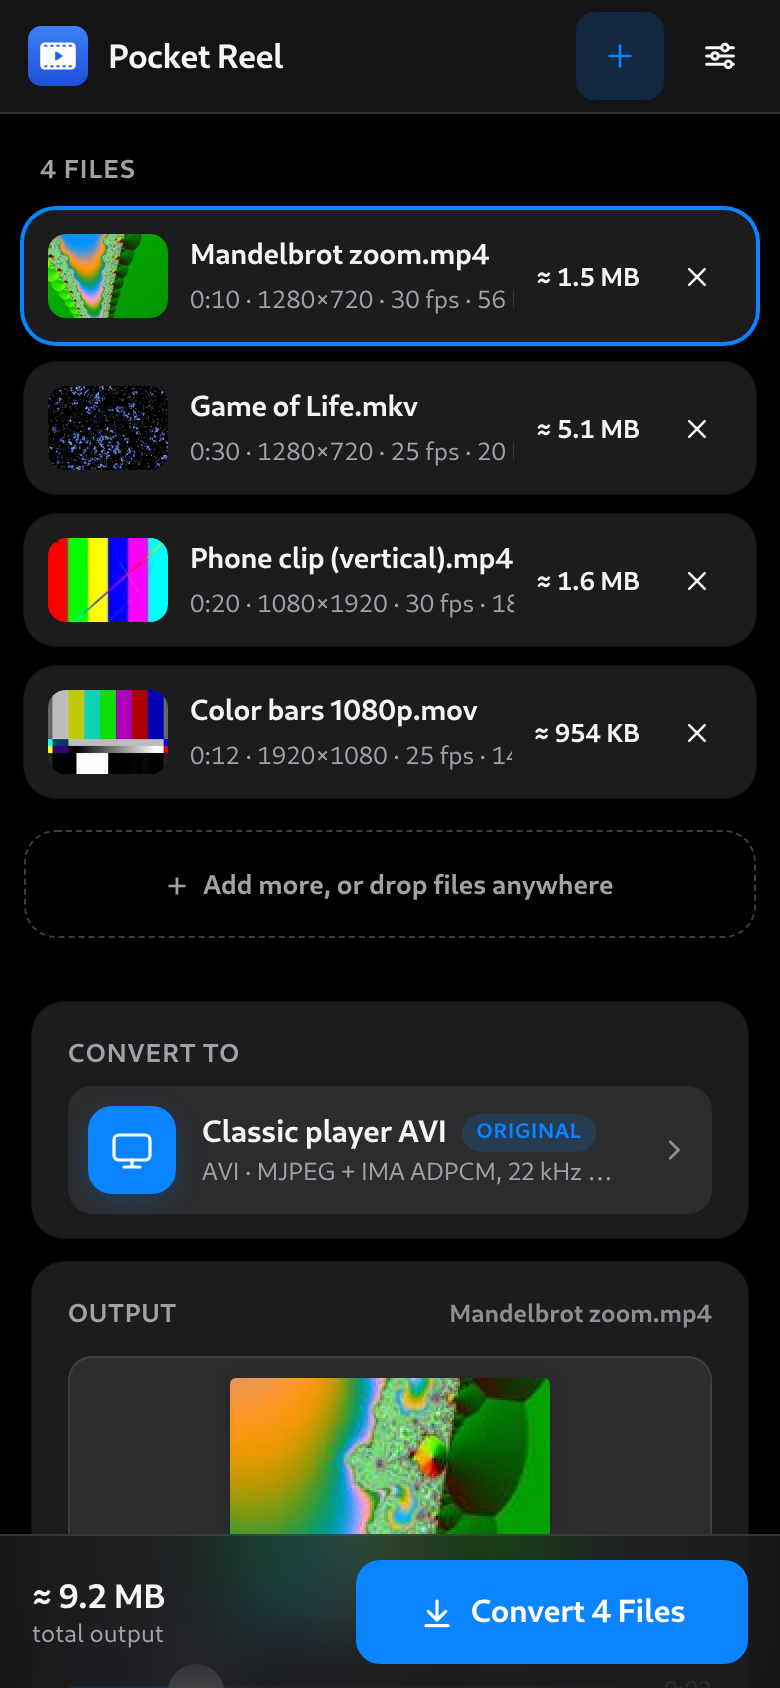 Pocket Reel
4 FILES
Mandelbrot zoom.mp4
0:10 · 1280×720 · 30 fps · 56
≈ 1.5 MB
Game of Life.mkv
0:30 · 1280×720 · 25 fps · 20
≈ 5.1 MB
Phone clip (vertical).mp4
0:20 · 1080×1920 · 30 fps · 18
≈ 1.6 MB
Color bars 1080p.mov
0:12 · 1920×1080 · 25 fps · 14
≈ 954 KB
+ Add more, or drop files anywhere
CONVERT TO
Classic player AVI ORIGINAL
AVI · MJPEG + IMA ADPCM, 22 kHz …
OUTPUT
Mandelbrot zoom.mp4
≈ 9.2 MB
total output
Convert 4 Files